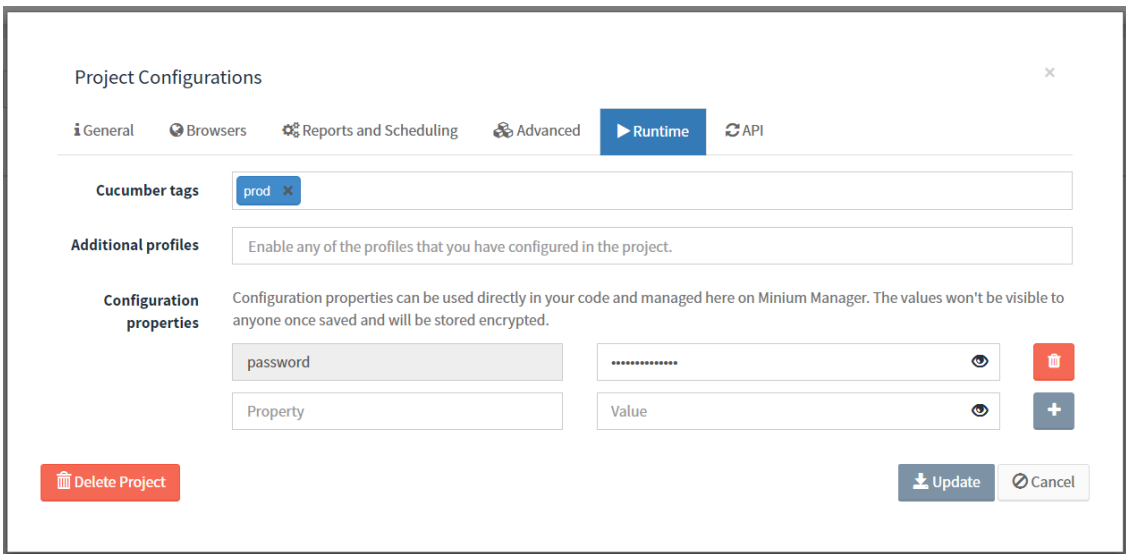 Project Configurations
×
General Browsers Reports and Scheduling Advanced Runtime API
Cucumber tags prod ×
Additional profiles Enable any of the profiles that you have configured in the project.
Configuration properties can be used directly in your code and managed here on Minium Manager. The values won't be visible to
anyone once saved and will be stored encrypted.
Configuration
properties
password ••••••••••••••
Property Value +
Delete Project Update Cancel